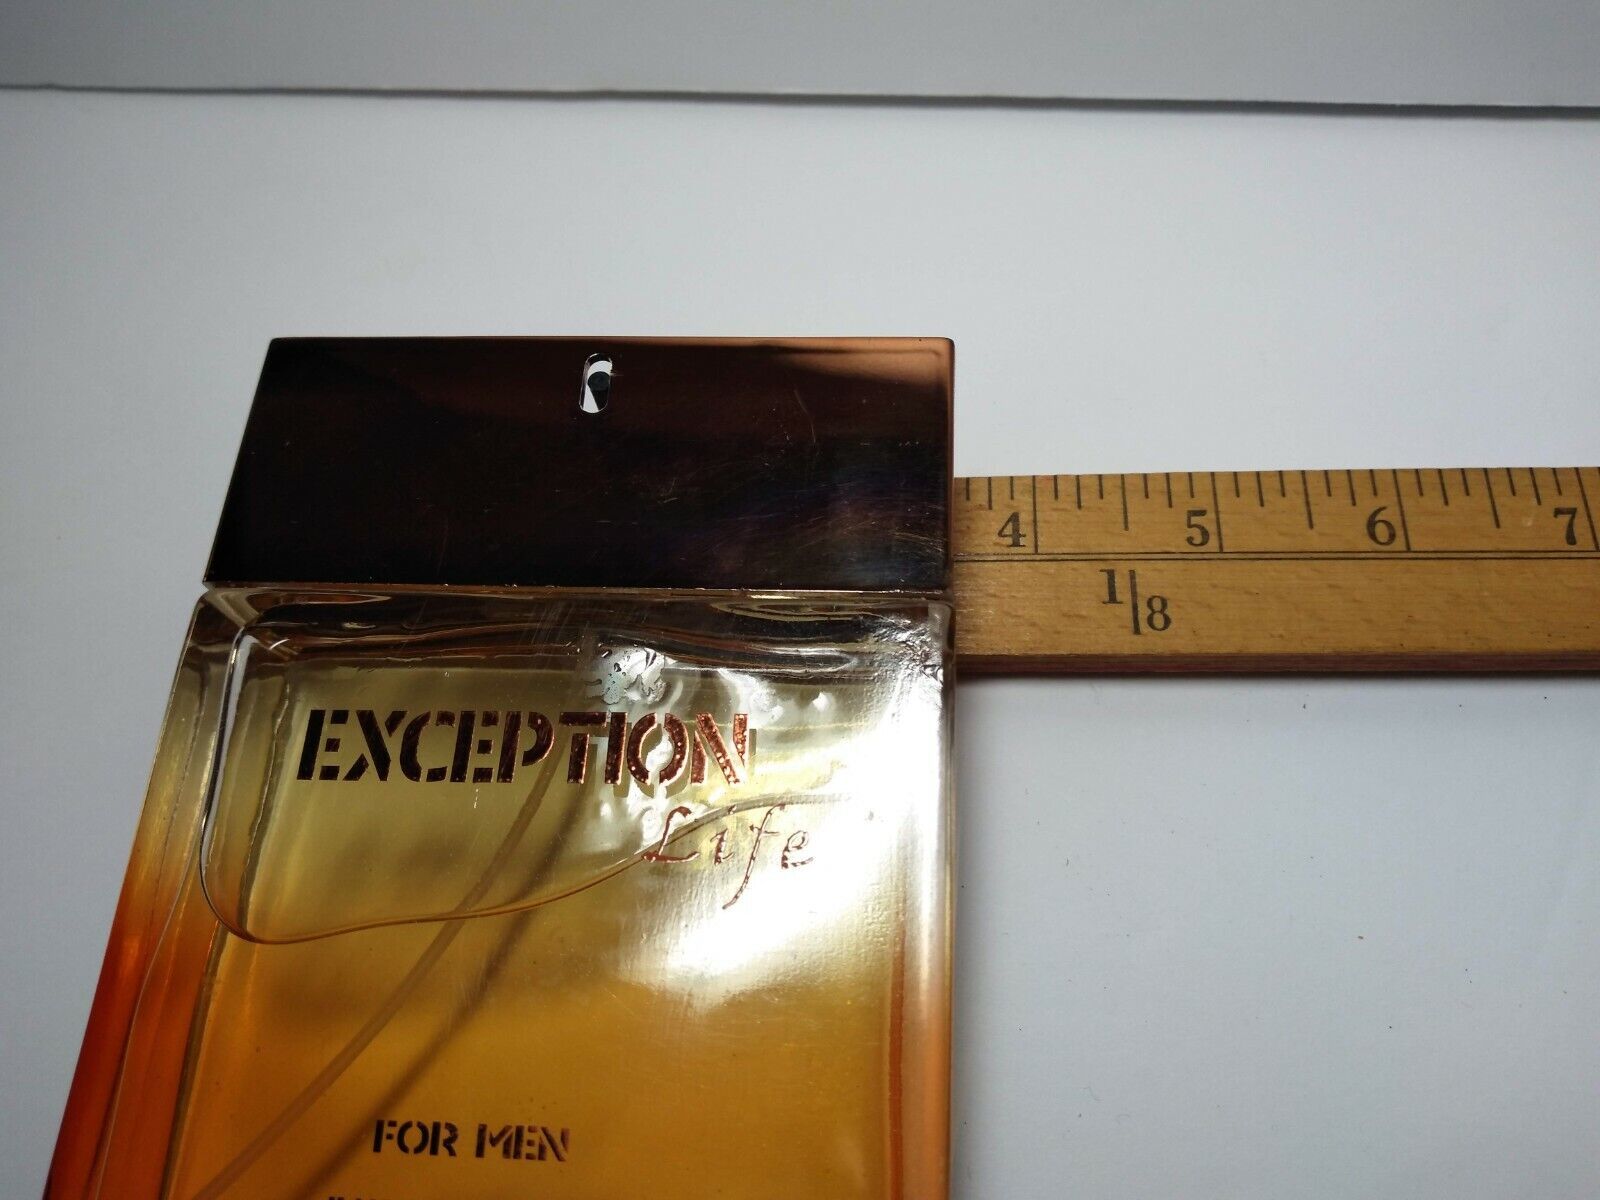 4 5 6 7
1/8
EXCEPTION
Life
FOR MEN